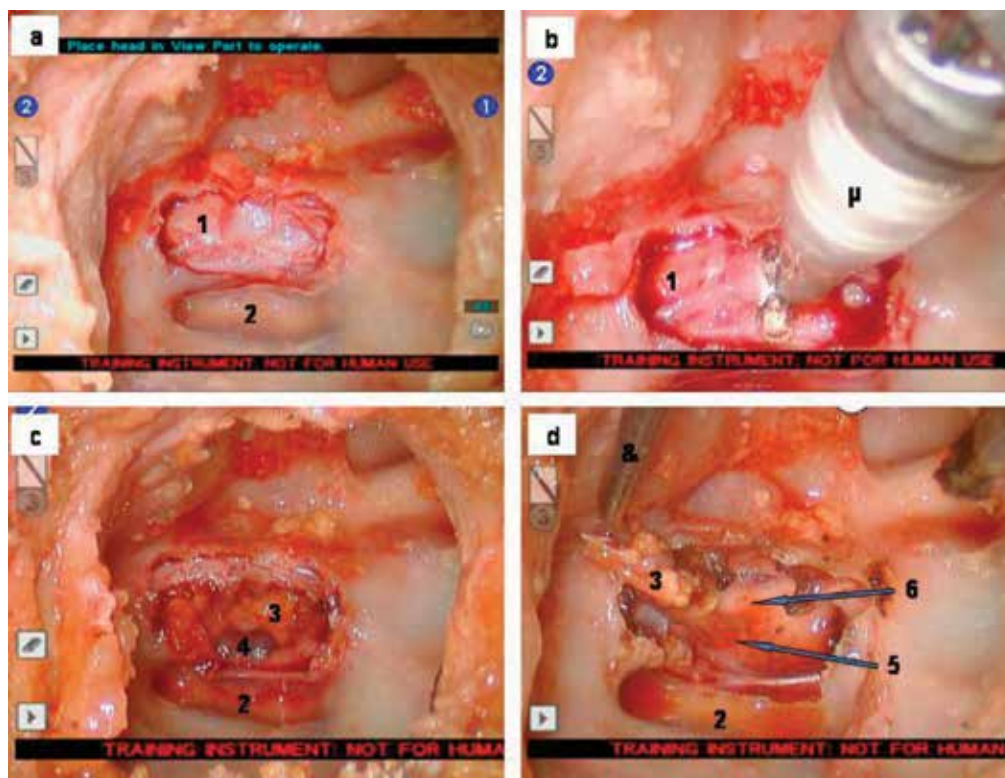 a
Place head in View Port to operate.
2
1
1
2
TRAINING INSTRUMENT: NOT FOR HUMAN USE
b
2
µ
1
TRAINING INSTRUMENT: NOT FOR HUMAN USE
c
3
4
2
TRAINING INSTRUMENT: NOT FOR HUMA
d
&
3
6
5
2
TRAINING INSTRUMENT: NOT FOR HUMAN